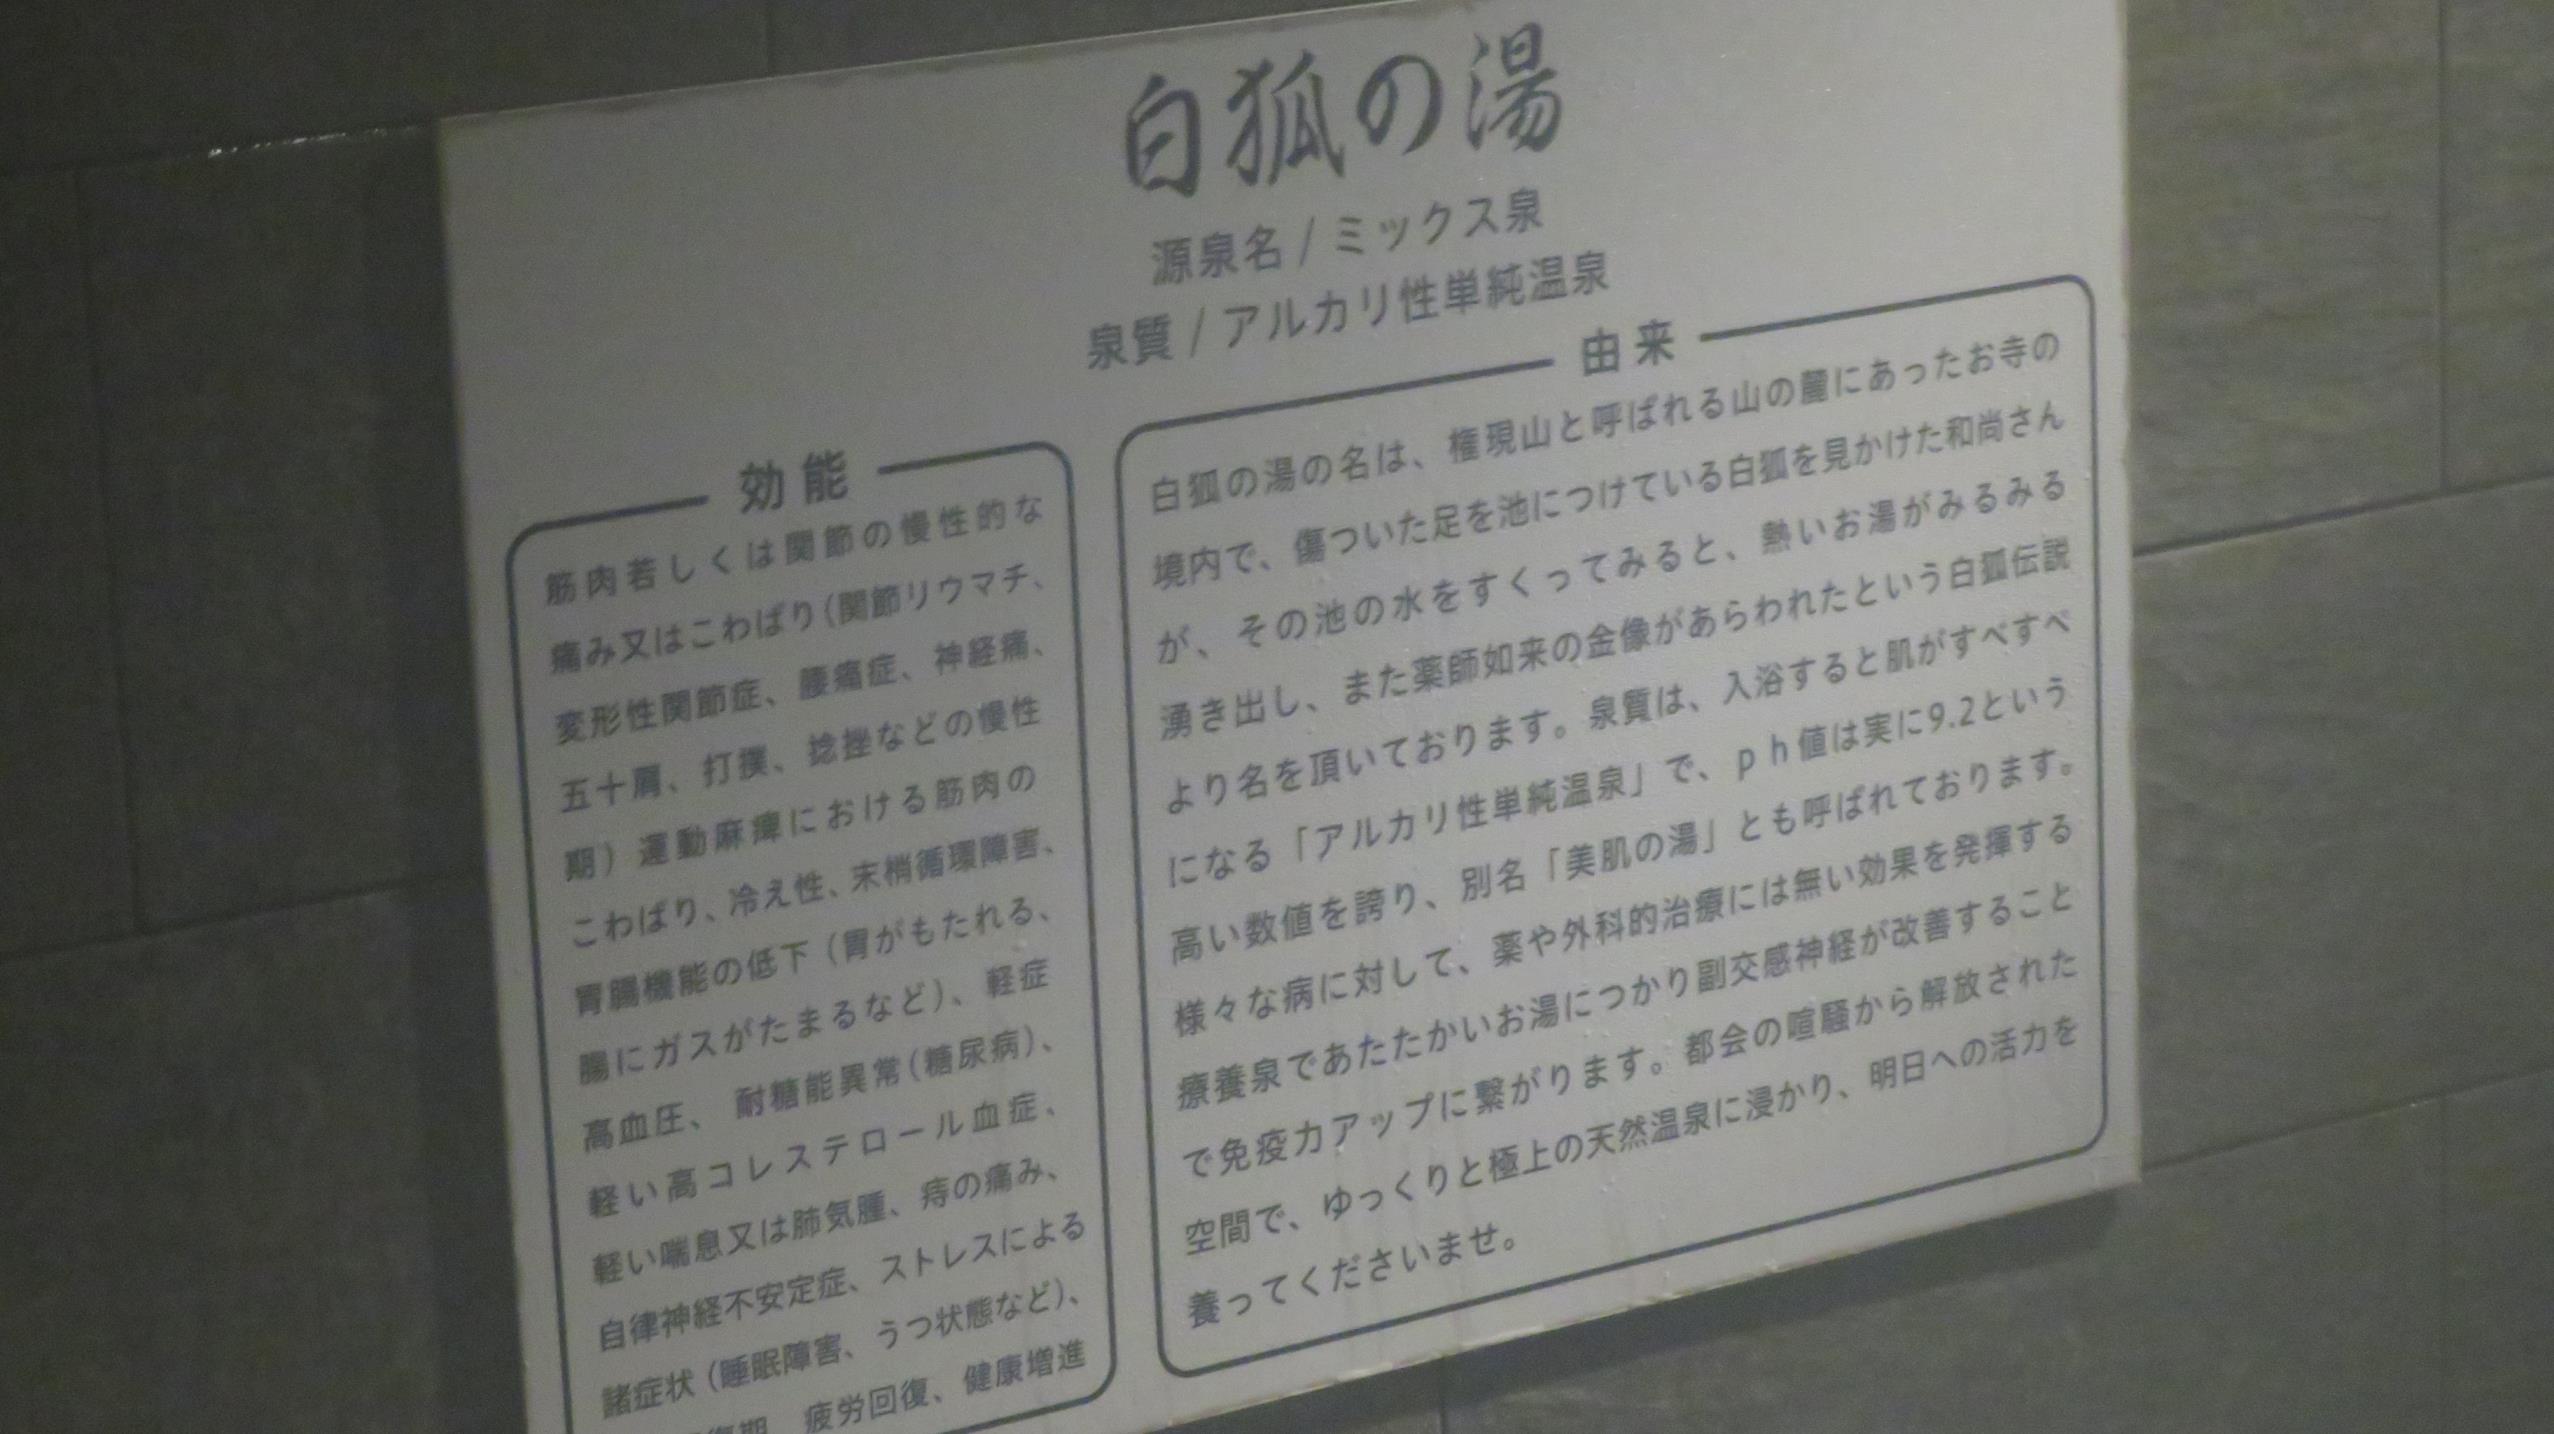 白狐の湯
源泉名 / ミックス泉
泉質 / アルカリ性単純温泉
効能
筋肉若しくは関節の慢性的な
痛み又はこわばり(関節リウマチ、
変形性関節症、腰痛症、神経痛、
五十肩、打撲、捻挫などの慢性
期)運動麻痺における筋肉の
こわばり、冷え性、末梢循環障害、
胃腸機能の低下(胃がもたれる、
腸にガスがたまるなど)、軽症
高血圧、耐糖能異常(糖尿病)、
軽い高コレステロール血症、
軽い喘息又は肺気腫、痔の痛み、
自律神経不安定症、ストレスによる
諸症状(睡眠障害、うつ状態など)、
復期 疲労回復、健康増進
由来
白狐の湯の名は、権現山と呼ばれる山の麓にあったお寺の
境内で、傷ついた足を池につけている白狐を見かけた和尚さん
が、その池の水をすくってみると、熱いお湯がみるみる
湧き出し、また薬師如来の金像があらわれたという白狐伝説
より名を頂いております。泉質は、入浴すると肌がすべすべ
になる「アルカリ性単純温泉」で、ph値は実に9.2という
高い数値を誇り、別名「美肌の湯」とも呼ばれております。
様々な病に対して、薬や外科的治療には無い効果を発揮する
療養泉であたたかいお湯につかり副交感神経が改善すること
で免疫力アップに繋がります。都会の喧騒から解放された
空間で、ゆっくりと極上の天然温泉に浸かり、明日への活力を
養ってくださいませ。